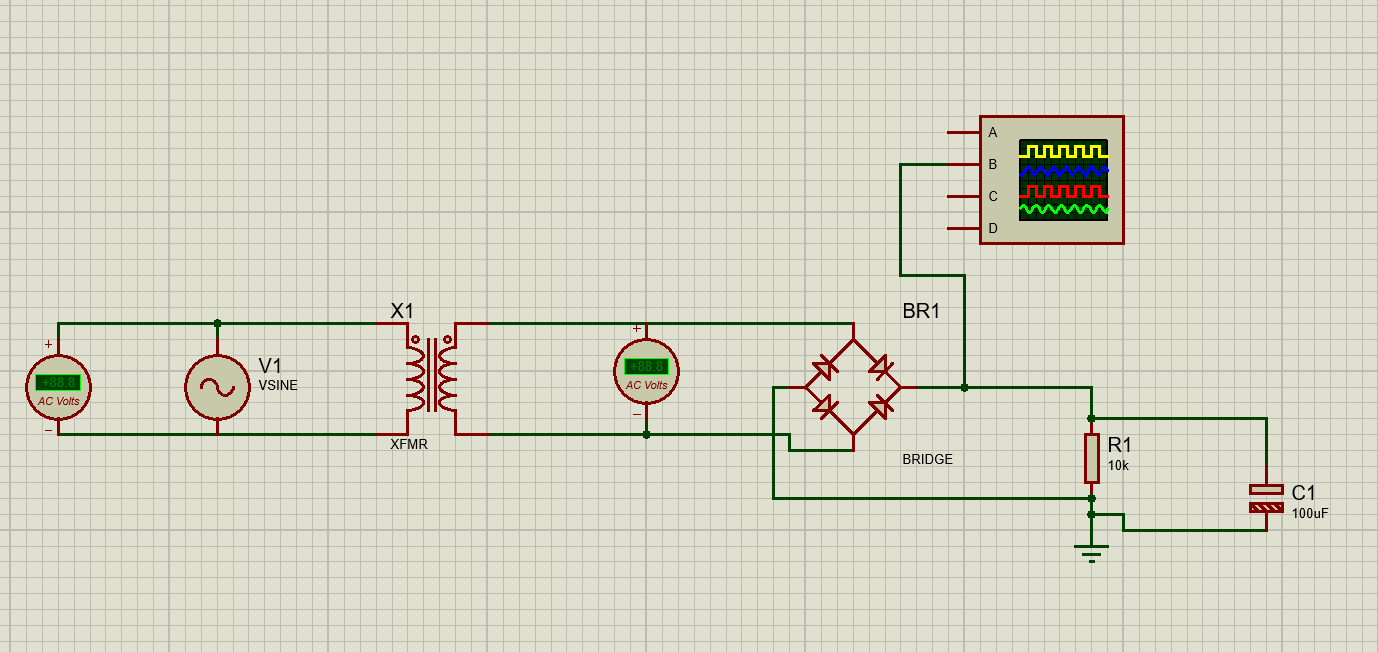 A
B
C
D
X1
BR1
+
+88.8
AC Volts
−
V1
VSINE
XFMR
+
+88.8
AC Volts
−
BRIDGE
R1
10k
C1
100uF